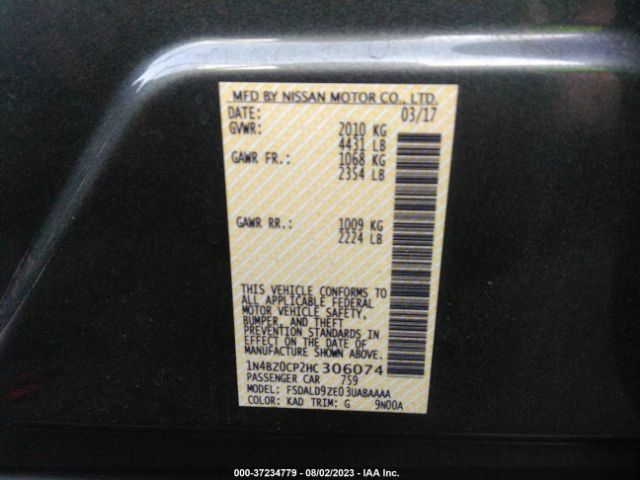 MFD BY NISSAN MOTOR CO., LTD.
DATE: 03/17
GVWR: 2010 KG
4431 LB
GAWR FR.: 1068 KG
2354 LB
GAWR RR.: 1009 KG
2224 LB
THIS VEHICLE CONFORMS TO
ALL APPLICABLE FEDERAL
MOTOR VEHICLE SAFETY,
BUMPER, AND THEFT
PREVENTION STANDARDS IN
EFFECT ON THE DATE OF
MANUFACTURE SHOWN ABOVE.
1N4BZ0CP2HC 306074
PASSENGER CAR 759
MODEL: FSDALD9ZE03UABAAAA
COLOR: KAD TRIM: G 9N00A
000-37234779 - 08/02/2023 - IAA Inc.